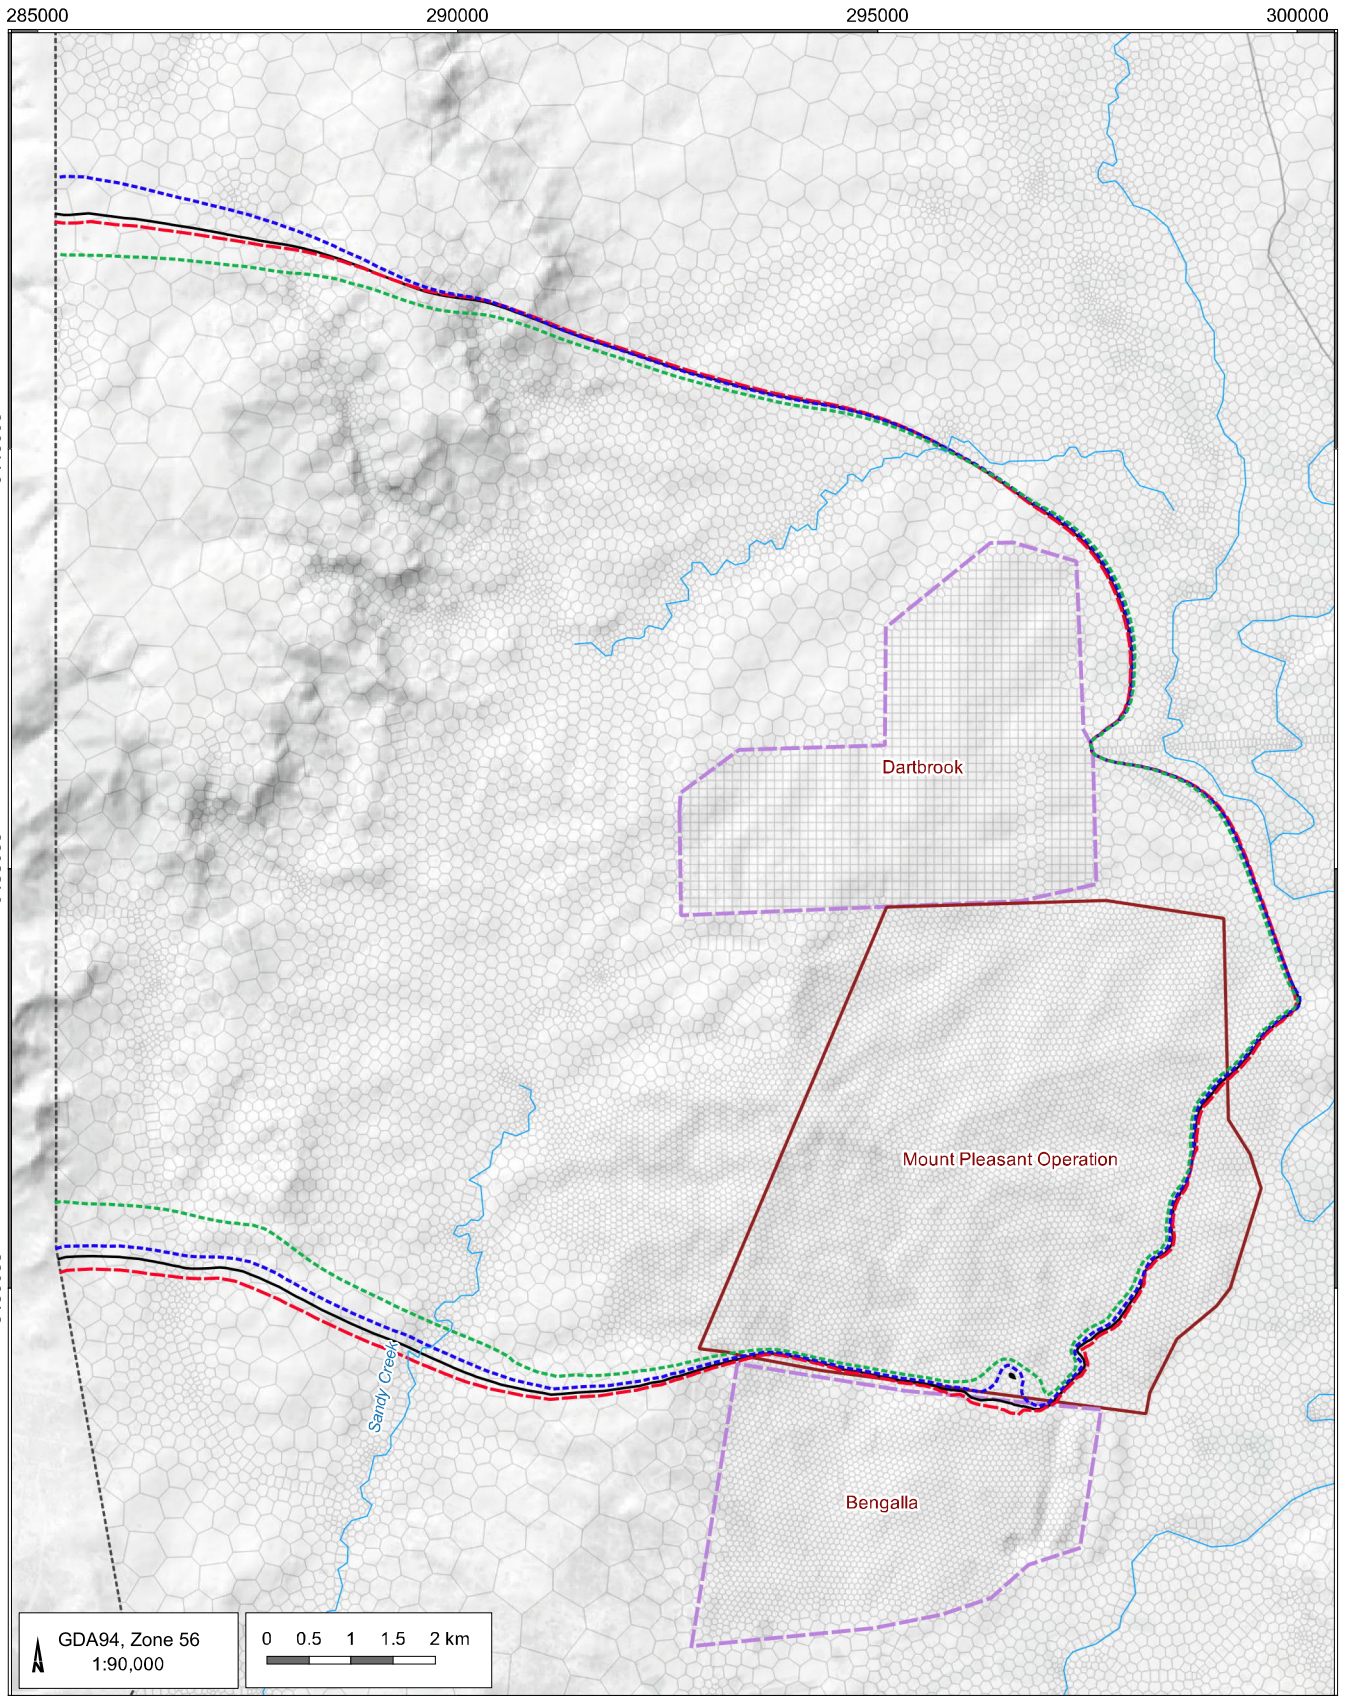 285000 290000 295000 300000
Dartbrook
Mount Pleasant Operation
Sandy Creek
Bengalla
GDA94, Zone 56
1:90,000
0 0.5 1 1.5 2 km
N